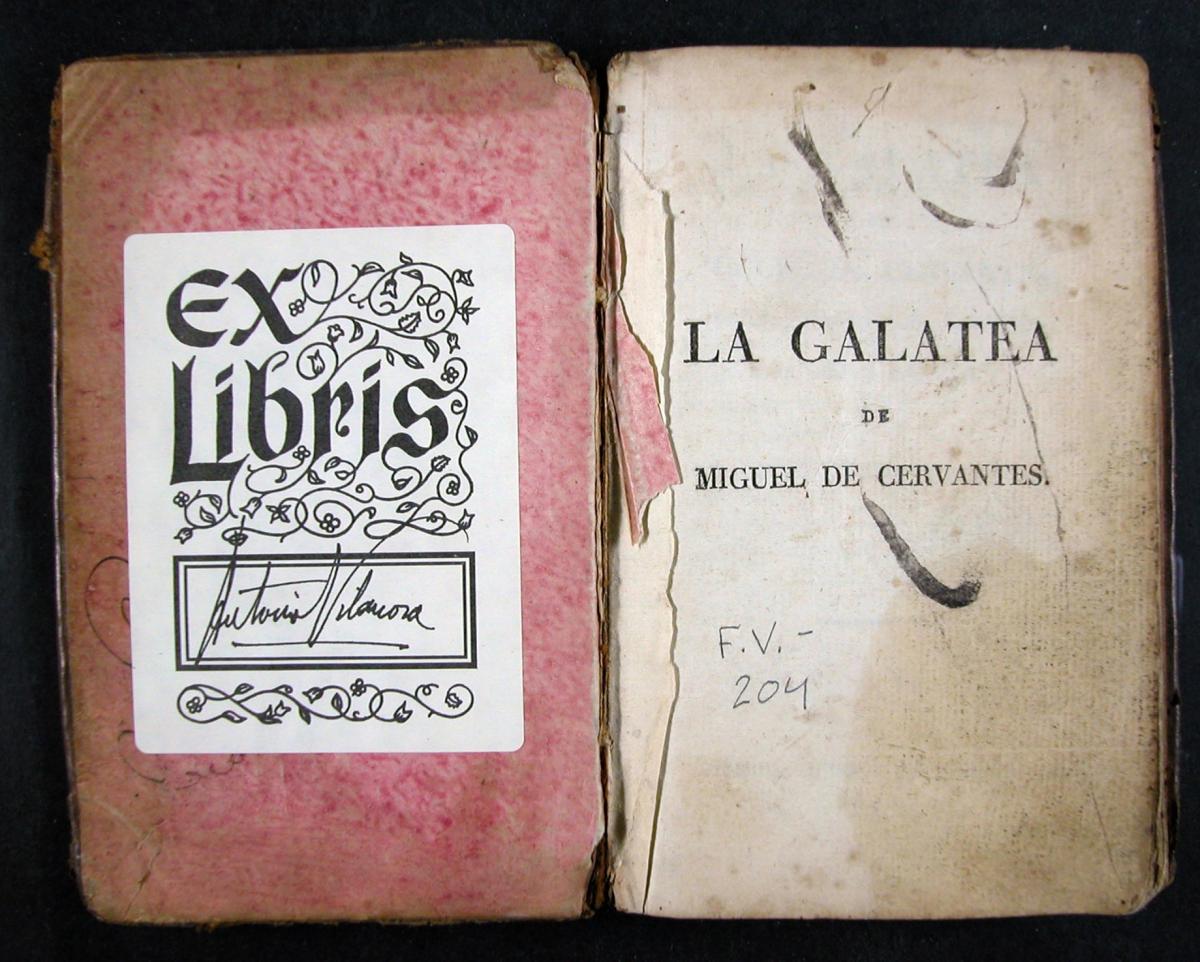 EX
Libris
Antonio Vilanova
LA GALATEA
DE
MIGUEL DE CERVANTES.
F.V.-
204